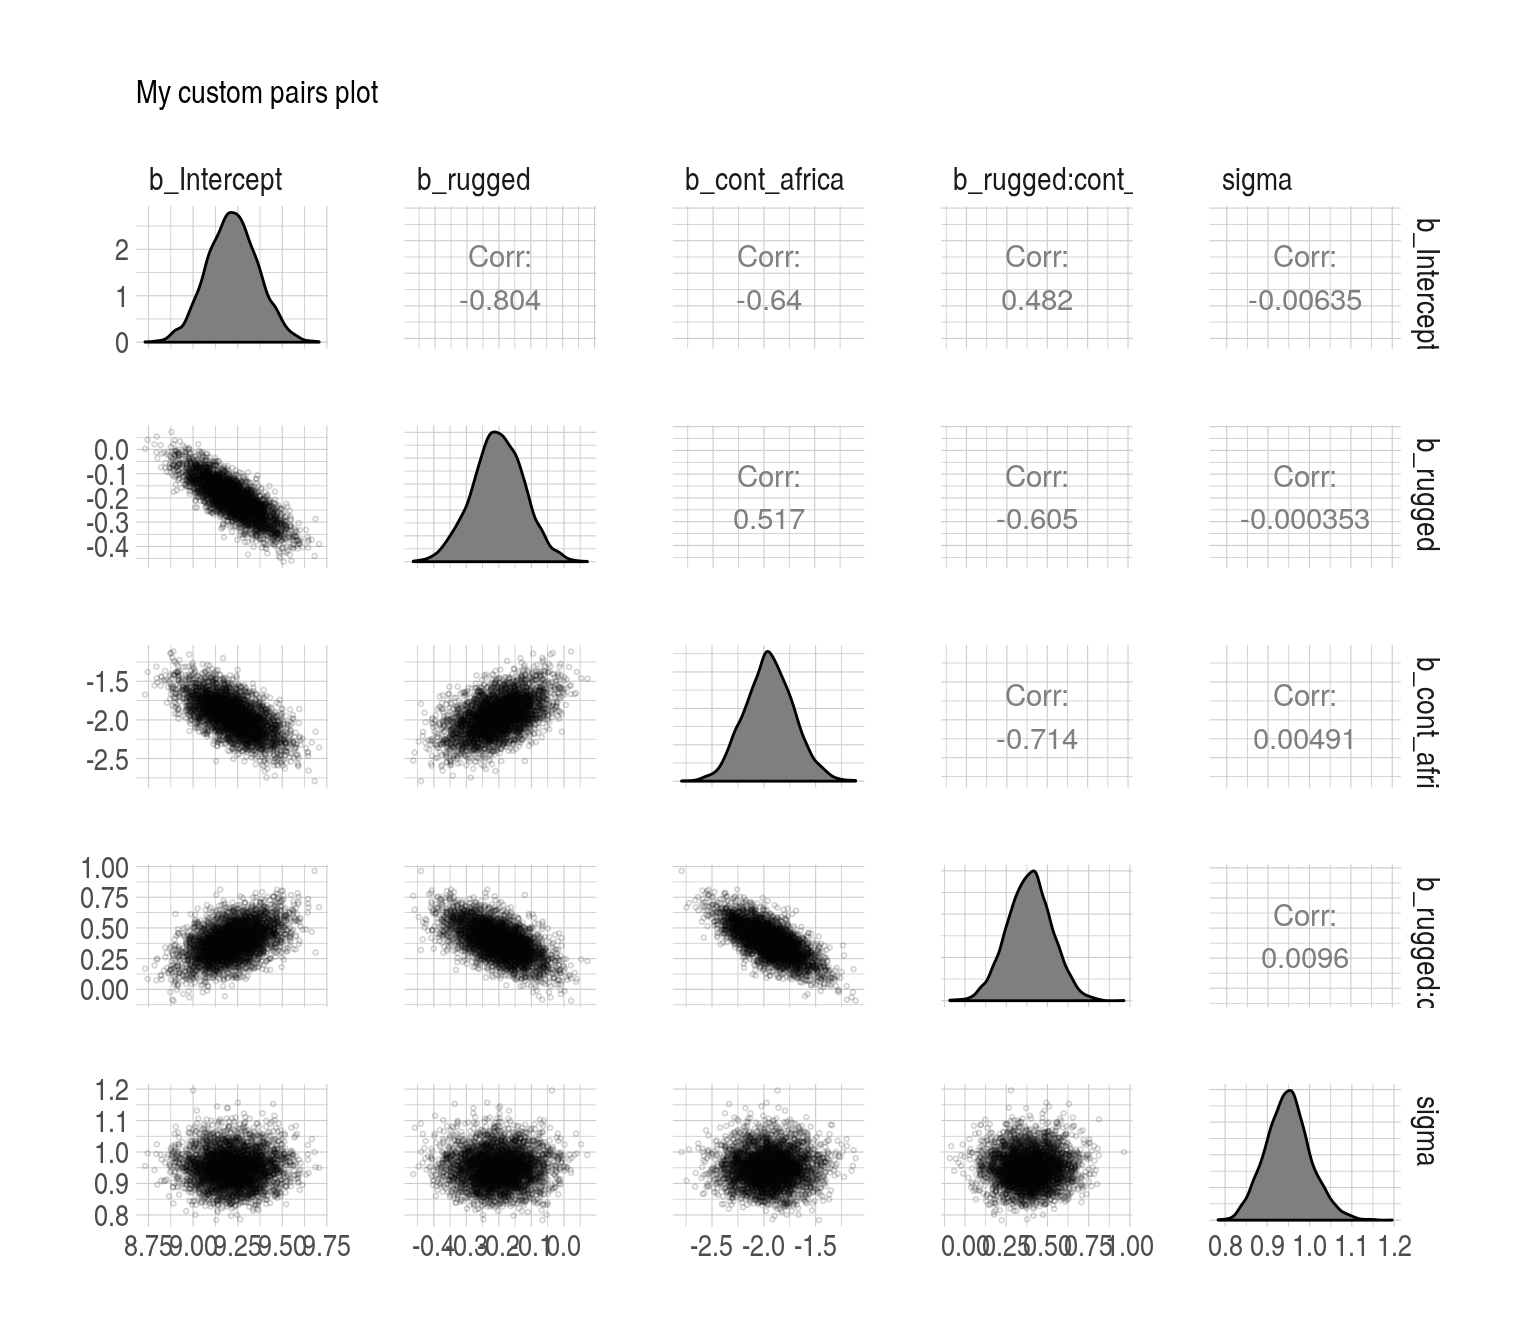 My custom pairs plot
b_Intercept b_rugged b_cont_africa b_rugged:cont_ sigma
2
1
0
Corr: -0.804
Corr: -0.64
Corr: 0.482
Corr: -0.00635
b_Intercept
0.0
-0.1
-0.2
-0.3
-0.4
Corr: 0.517
Corr: -0.605
Corr: -0.000353
b_rugged
-1.5
-2.0
-2.5
Corr: -0.714
Corr: 0.00491
b_cont_afri
1.00
0.75
0.50
0.25
0.00
Corr: 0.0096
b_rugged:c
1.2
1.1
1.0
0.9
0.8
sigma
8.75 9.00 9.25 9.50 9.75 -0.4 -0.3 -0.2 -0.1 0.0 -2.5 -2.0 -1.5 0.00 0.25 0.50 0.75 1.00 0.8 0.9 1.0 1.1 1.2